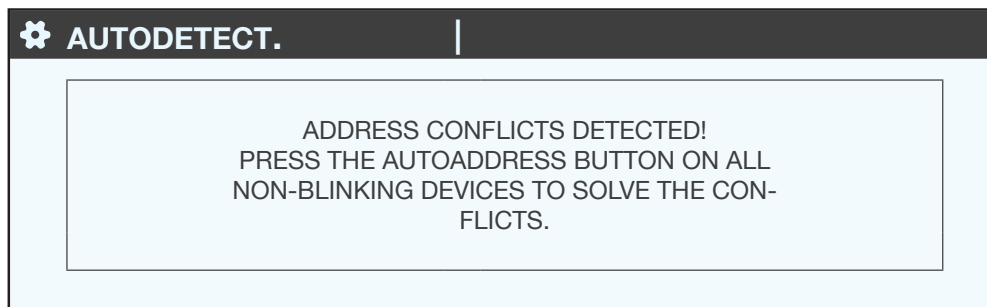 AUTODETECT.
ADDRESS CONFLICTS DETECTED!
PRESS THE AUTOADDRESS BUTTON ON ALL
NON-BLINKING DEVICES TO SOLVE THE CON-
FLICTS.